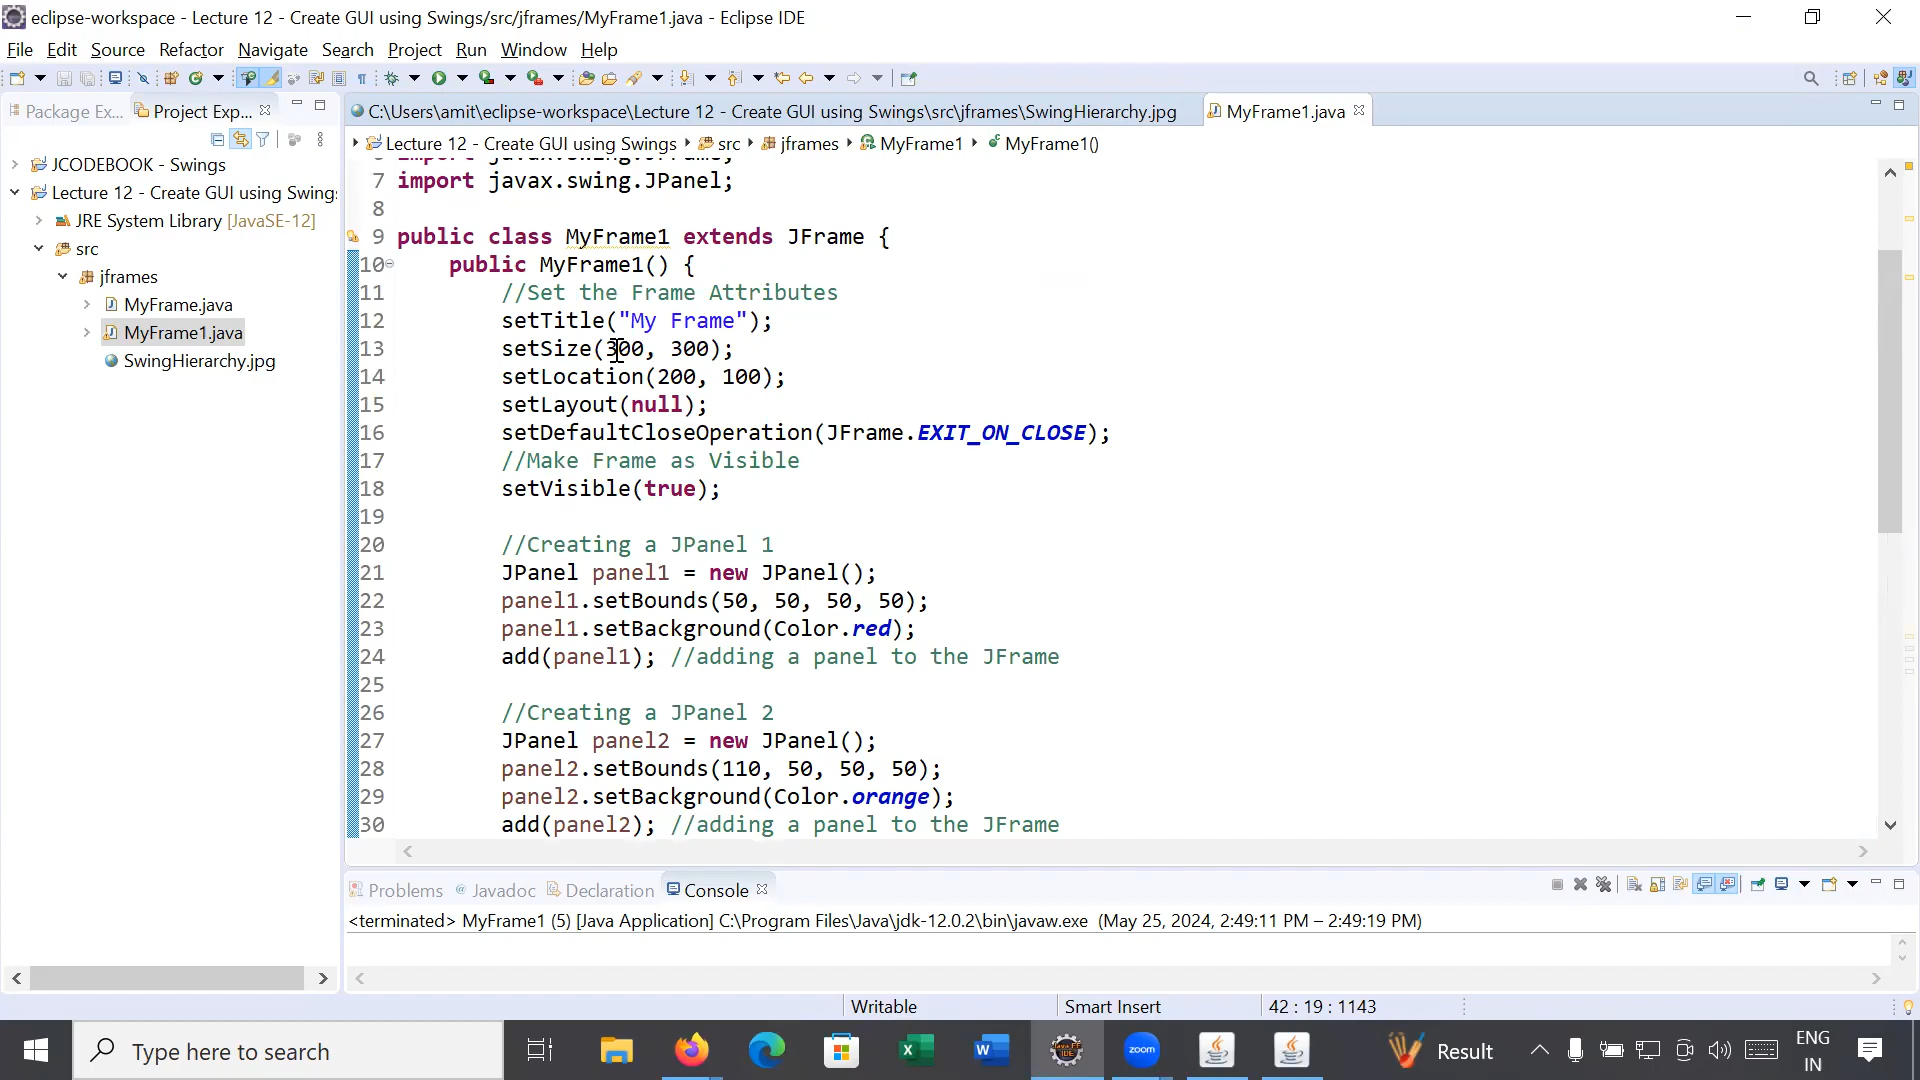 eclipse-workspace - Lecture 12 - Create GUI using Swings/src/jframes/MyFrame1.java - Eclipse IDE
File Edit Source Refactor Navigate Search Project Run Window Help
Package Ex... Project Exp...
C:\Users\amit\eclipse-workspace\Lecture 12 - Create GUI using Swings\src\jframes\SwingHierarchy.jpg MyFrame1.java
Lecture 12 - Create GUI using Swings src jframes MyFrame1 MyFrame1()
JCODEBOOK - Swings
Lecture 12 - Create GUI using Swing
JRE System Library [JavaSE-12]
src
jframes
MyFrame.java
MyFrame1.java
SwingHierarchy.jpg
import javax.swing.JFrame;
7 import javax.swing.JPanel;
8
9 public class MyFrame1 extends JFrame {
10 public MyFrame1() {
11 //Set the Frame Attributes
12 setTitle("My Frame");
13 setSize(300, 300);
14 setLocation(200, 100);
15 setLayout(null);
16 setDefaultCloseOperation(JFrame.EXIT_ON_CLOSE);
17 //Make Frame as Visible
18 setVisible(true);
19
20 //Creating a JPanel 1
21 JPanel panel1 = new JPanel();
22 panel1.setBounds(50, 50, 50, 50);
23 panel1.setBackground(Color.red);
24 add(panel1); //adding a panel to the JFrame
25
26 //Creating a JPanel 2
27 JPanel panel2 = new JPanel();
28 panel2.setBounds(110, 50, 50, 50);
29 panel2.setBackground(Color.orange);
30 add(panel2); //adding a panel to the JFrame
Problems Javadoc Declaration Console
<terminated> MyFrame1 (5) [Java Application] C:\Program Files\Java\jdk-12.0.2\bin\javaw.exe (May 25, 2024, 2:49:11 PM – 2:49:19 PM)
Writable Smart Insert 42 : 19 : 1143
Type here to search
zoom
Result
ENG
IN